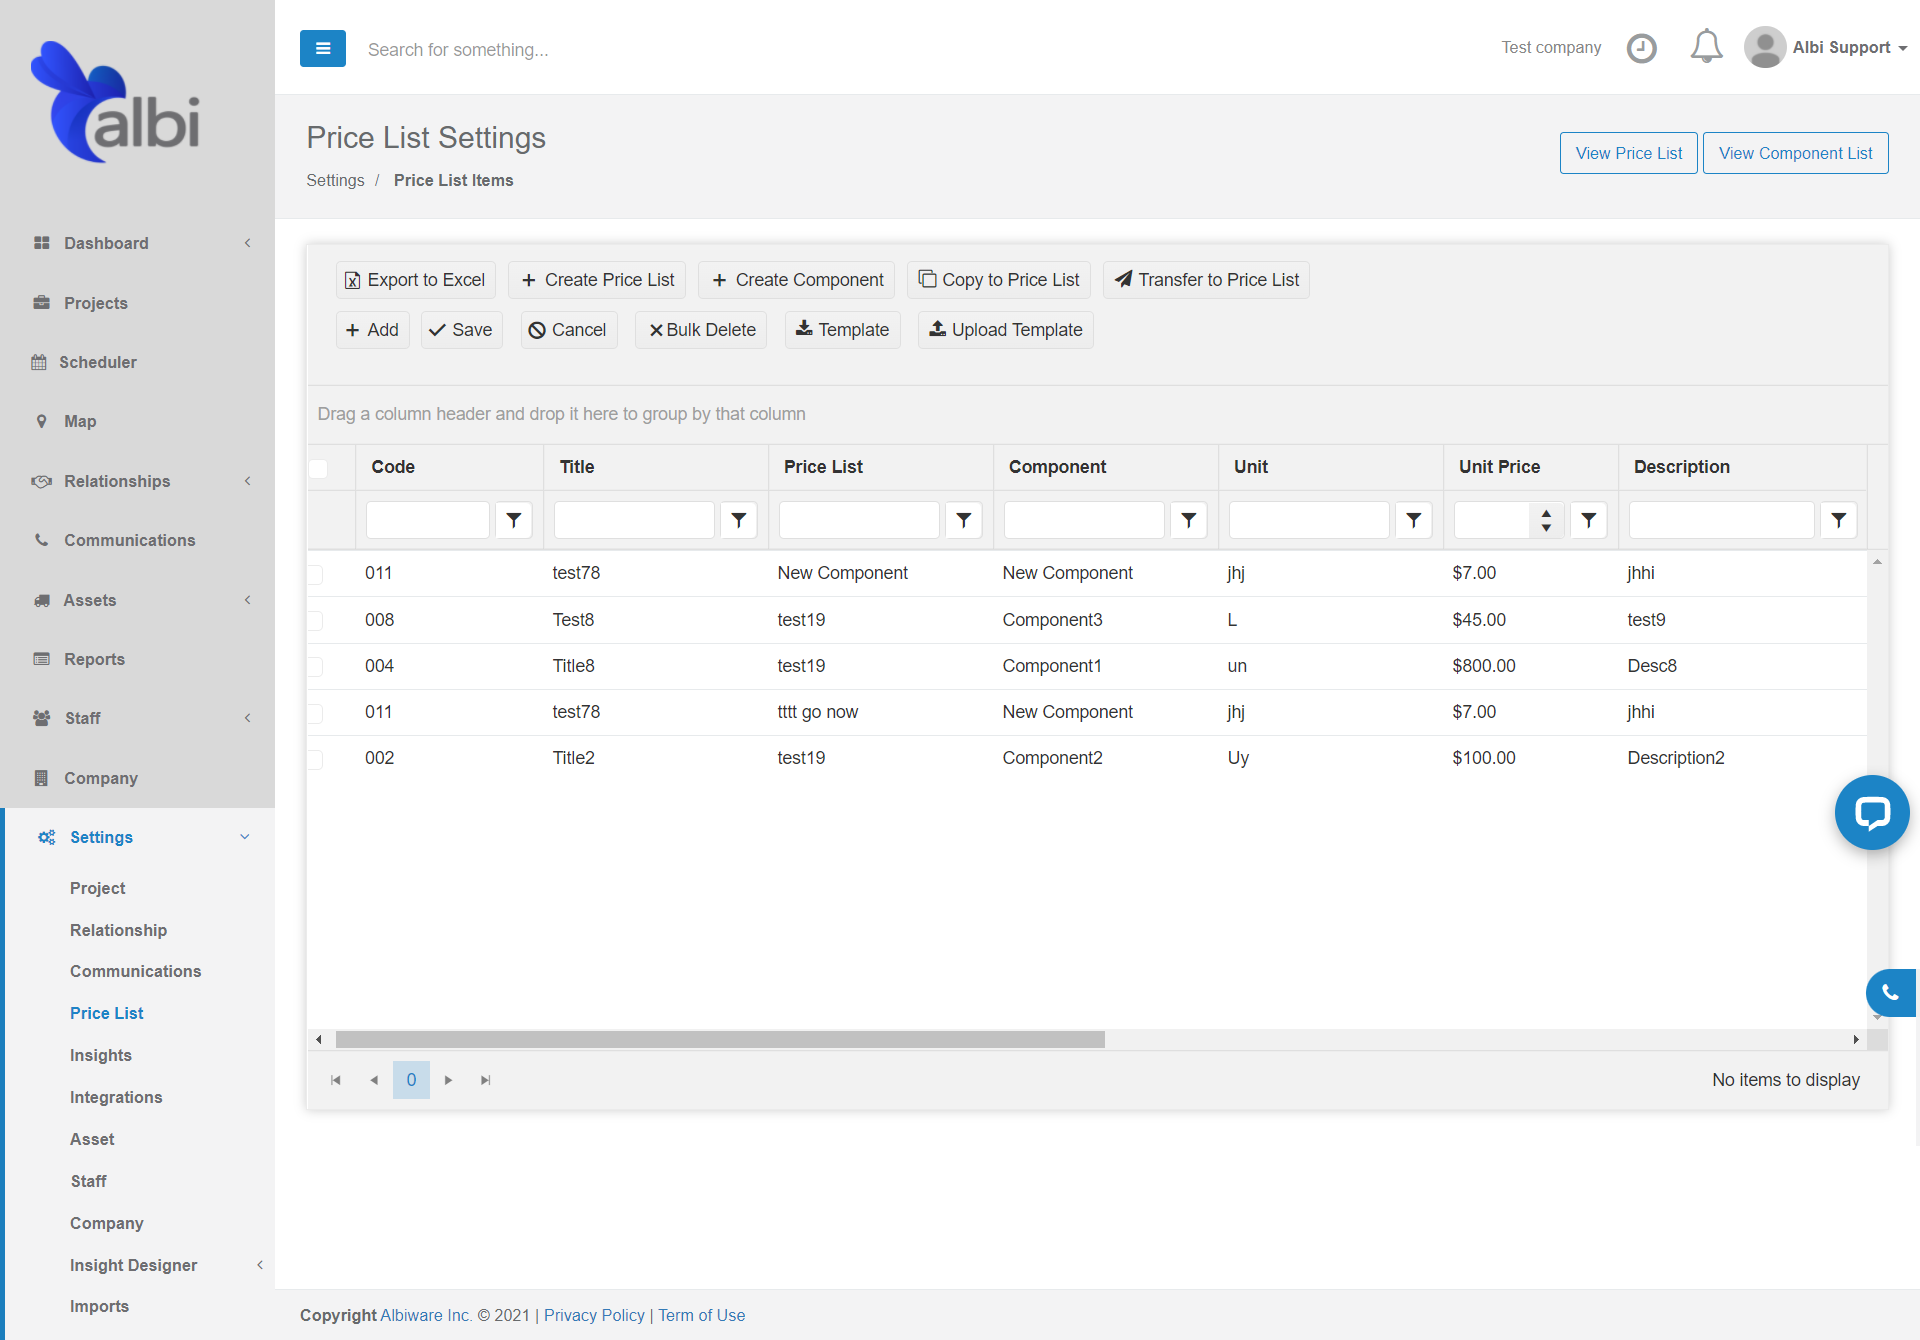 albi
Search for something...
Test company
Albi Support
Price List Settings
Settings / Price List Items
View Price List
View Component List
Dashboard
Projects
Scheduler
Map
Relationships
Communications
Assets
Reports
Staff
Company
Settings
Project
Relationship
Communications
Price List
Insights
Integrations
Asset
Staff
Company
Insight Designer
Imports
Export to Excel + Create Price List + Create Component Copy to Price List Transfer to Price List
+ Add Save Cancel Bulk Delete Template Upload Template
Drag a column header and drop it here to group by that column
Code Title Price List Component Unit Unit Price Description
011 test78 New Component New Component jhj $7.00 jhhi
008 Test8 test19 Component3 L $45.00 test9
004 Title8 test19 Component1 un $800.00 Desc8
011 test78 tttt go now New Component jhj $7.00 jhhi
002 Title2 test19 Component2 Uy $100.00 Description2
0
No items to display
Copyright Albiware Inc. © 2021 | Privacy Policy | Term of Use